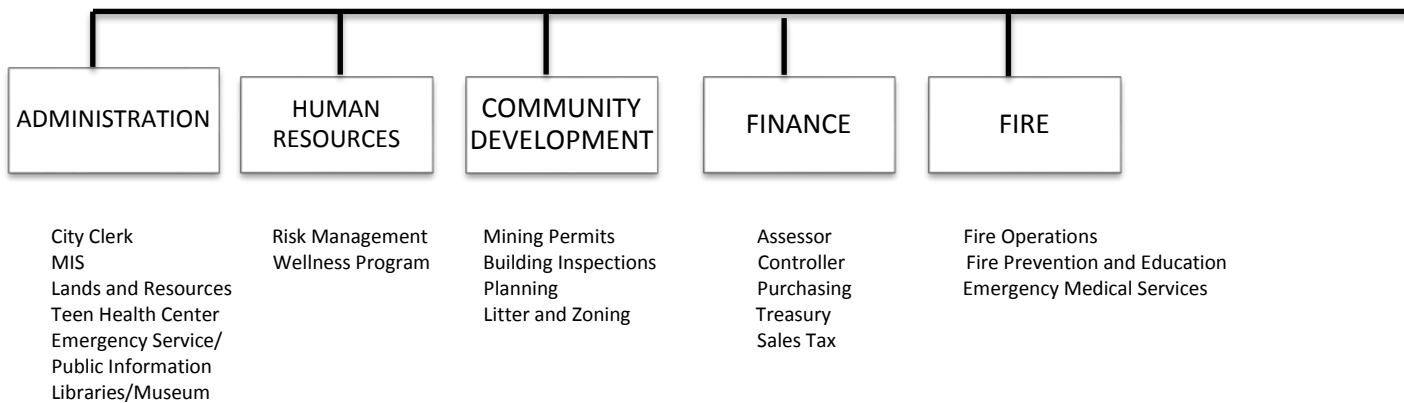 ADMINISTRATION
HUMAN
RESOURCES
COMMUNITY
DEVELOPMENT
FINANCE
FIRE
City Clerk
MIS
Lands and Resources
Teen Health Center
Emergency Service/
Public Information
Libraries/Museum
Risk Management
Wellness Program
Mining Permits
Building Inspections
Planning
Litter and Zoning
Assessor
Controller
Purchasing
Treasury
Sales Tax
Fire Operations
Fire Prevention and Education
Emergency Medical Services